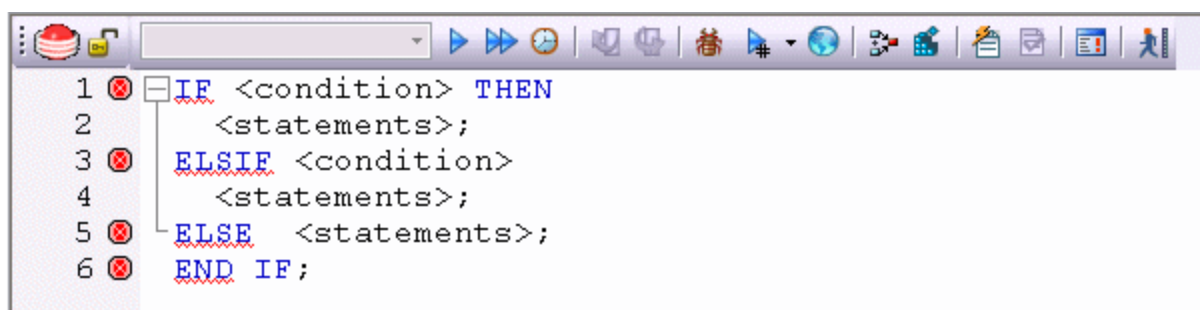 1 IF <condition> THEN
2 <statements>;
3 ELSIF <condition>
4 <statements>;
5 ELSE <statements>;
6 END IF;